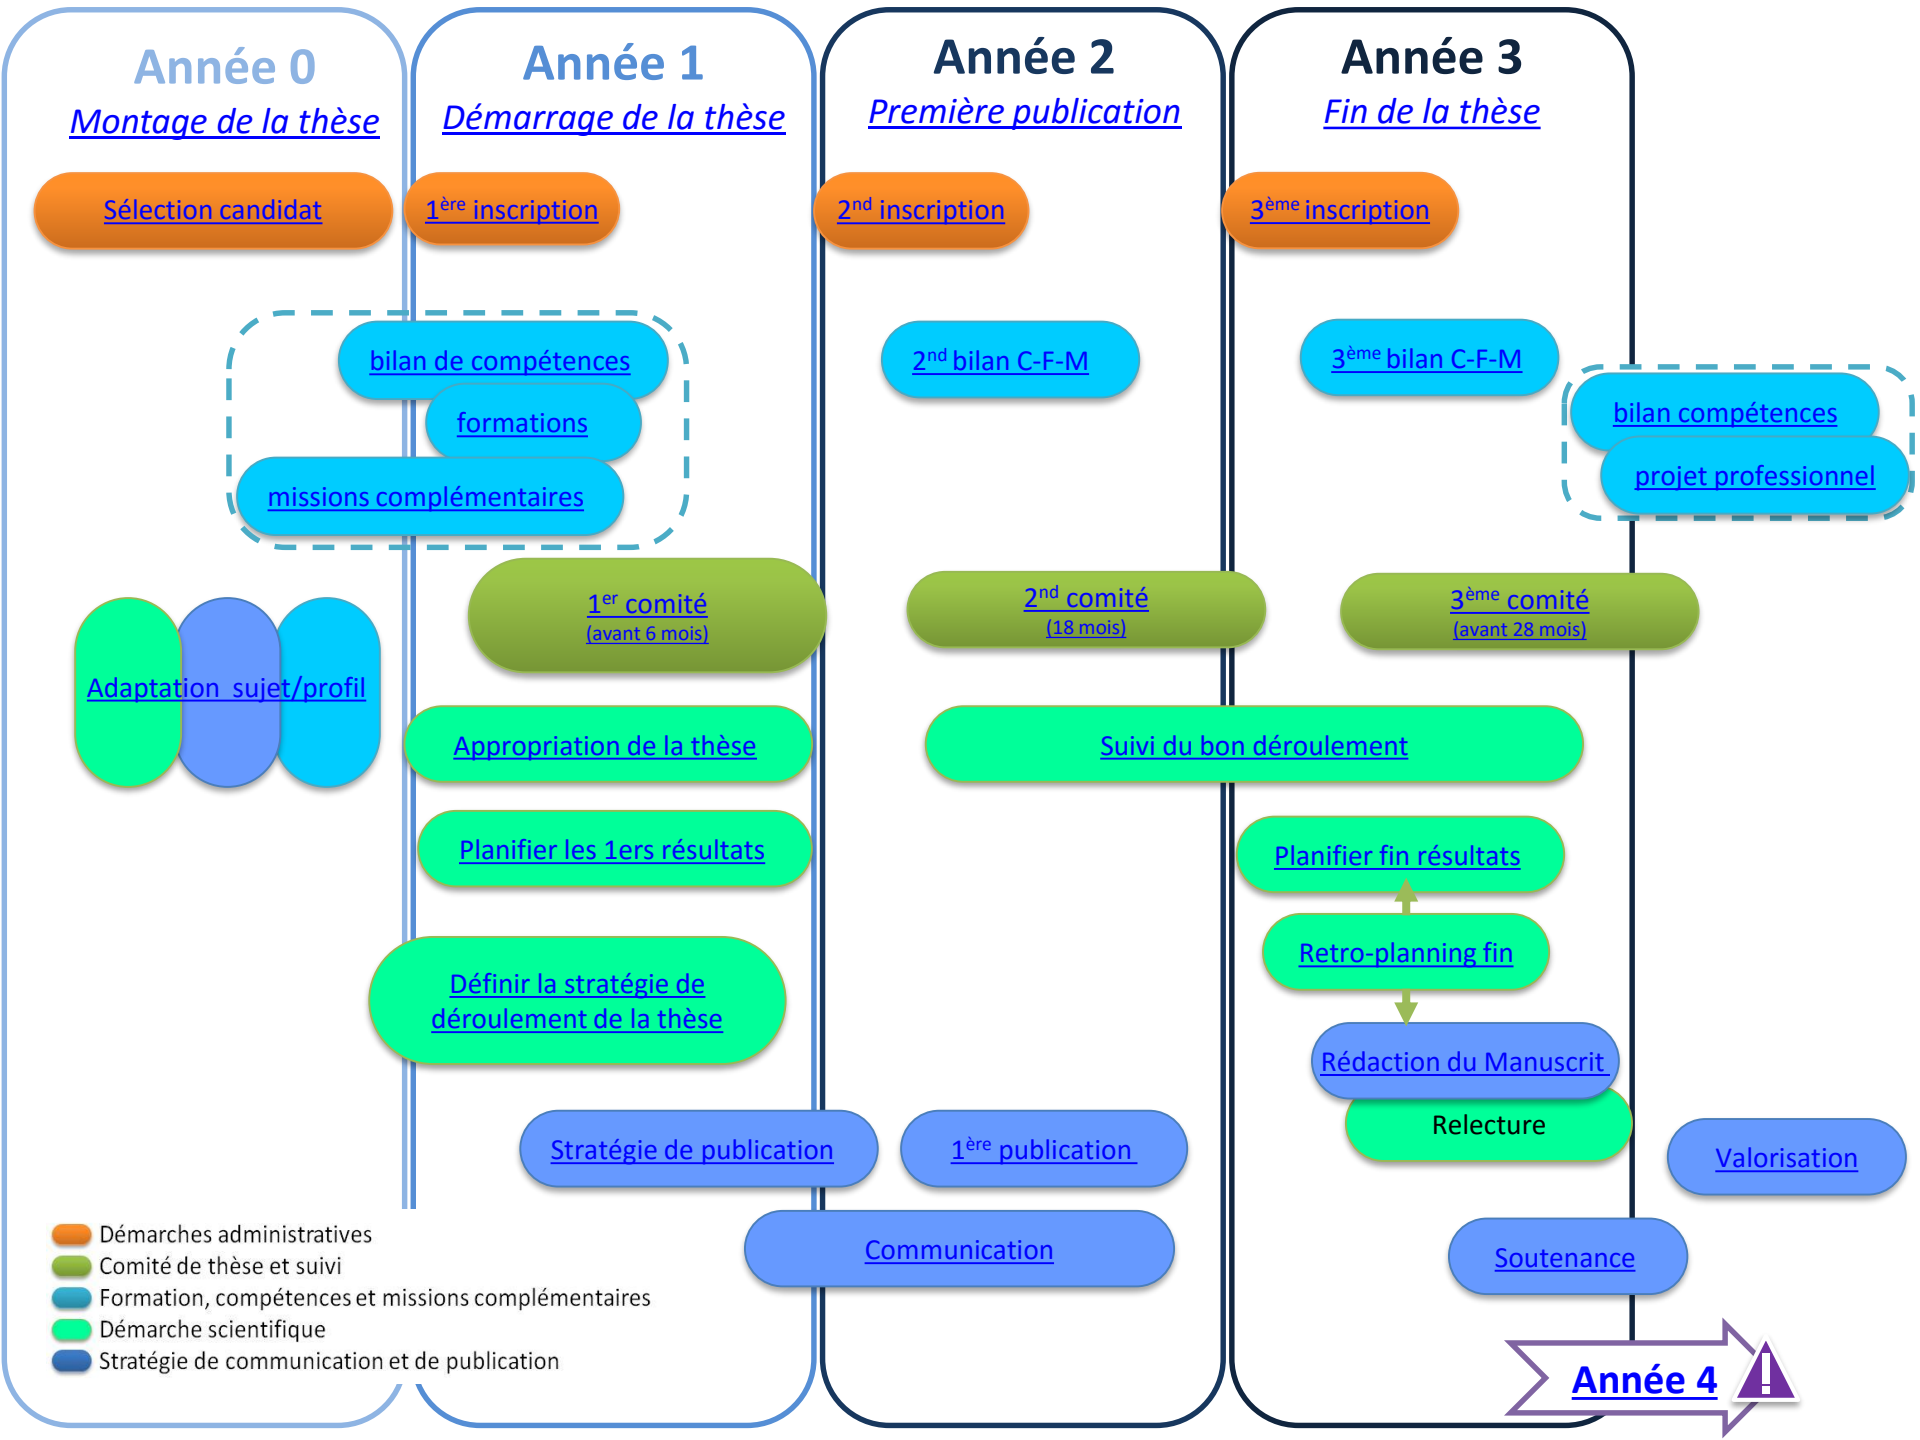 Année 0
Montage de la thèse
Année 1
Démarrage de la thèse
Année 2
Première publication
Année 3
Fin de la thèse
Sélection candidat
1ère inscription
2nd inscription
3ème inscription
bilan de compétences
formations
missions complémentaires
2nd bilan C-F-M
3ème bilan C-F-M
bilan compétences
projet professionnel
1er comité
(avant 6 mois)
2nd comité
(18 mois)
3ème comité
(avant 28 mois)
Adaptation sujet/profil
Appropriation de la thèse
Suivi du bon déroulement
Planifier les 1ers résultats
Planifier fin résultats
Retro-planning fin
Définir la stratégie de
déroulement de la thèse
Rédaction du Manuscrit
Relecture
Stratégie de publication
1ère publication
Valorisation
Communication
Soutenance
Démarches administratives
Comité de thèse et suivi
Formation, compétences et missions complémentaires
Démarche scientifique
Stratégie de communication et de publication
Année 4
!